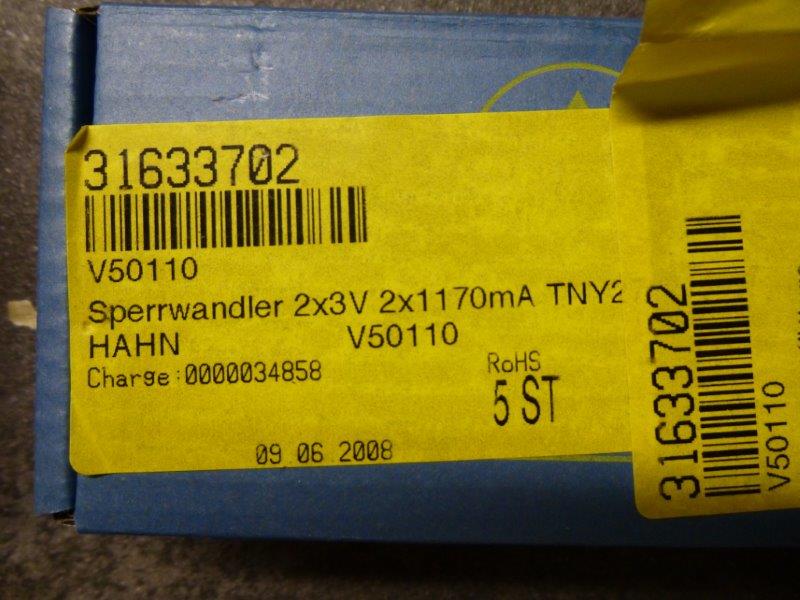 31633702
V50110
Sperrwandler 2x3V 2x1170mA TNY2
HAHN V50110
Charge:0000034858
RoHS
5 ST
09 06 2008
31633702
V50110